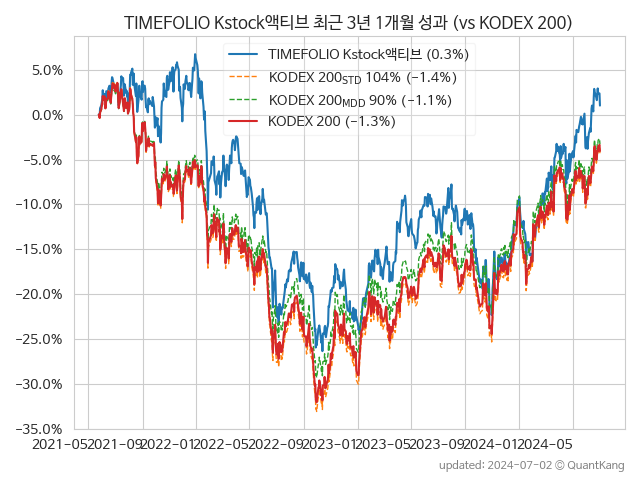 TIMEFOLIO Kstock액티브 최근 3년 1개월 성과 (vs KODEX 200)
TIMEFOLIO Kstock액티브 (0.3%)
KODEX 200STD 104% (−1.4%)
KODEX 200MDD 90% (−1.1%)
KODEX 200 (−1.3%)
5.0%
0.0%
−5.0%
−10.0%
−15.0%
−20.0%
−25.0%
−30.0%
−35.0%
2021-05 2021-09 2022-01 2022-05 2022-09 2023-01 2023-05 2023-09 2024-01 2024-05
updated: 2024-07-02 © QuantKang